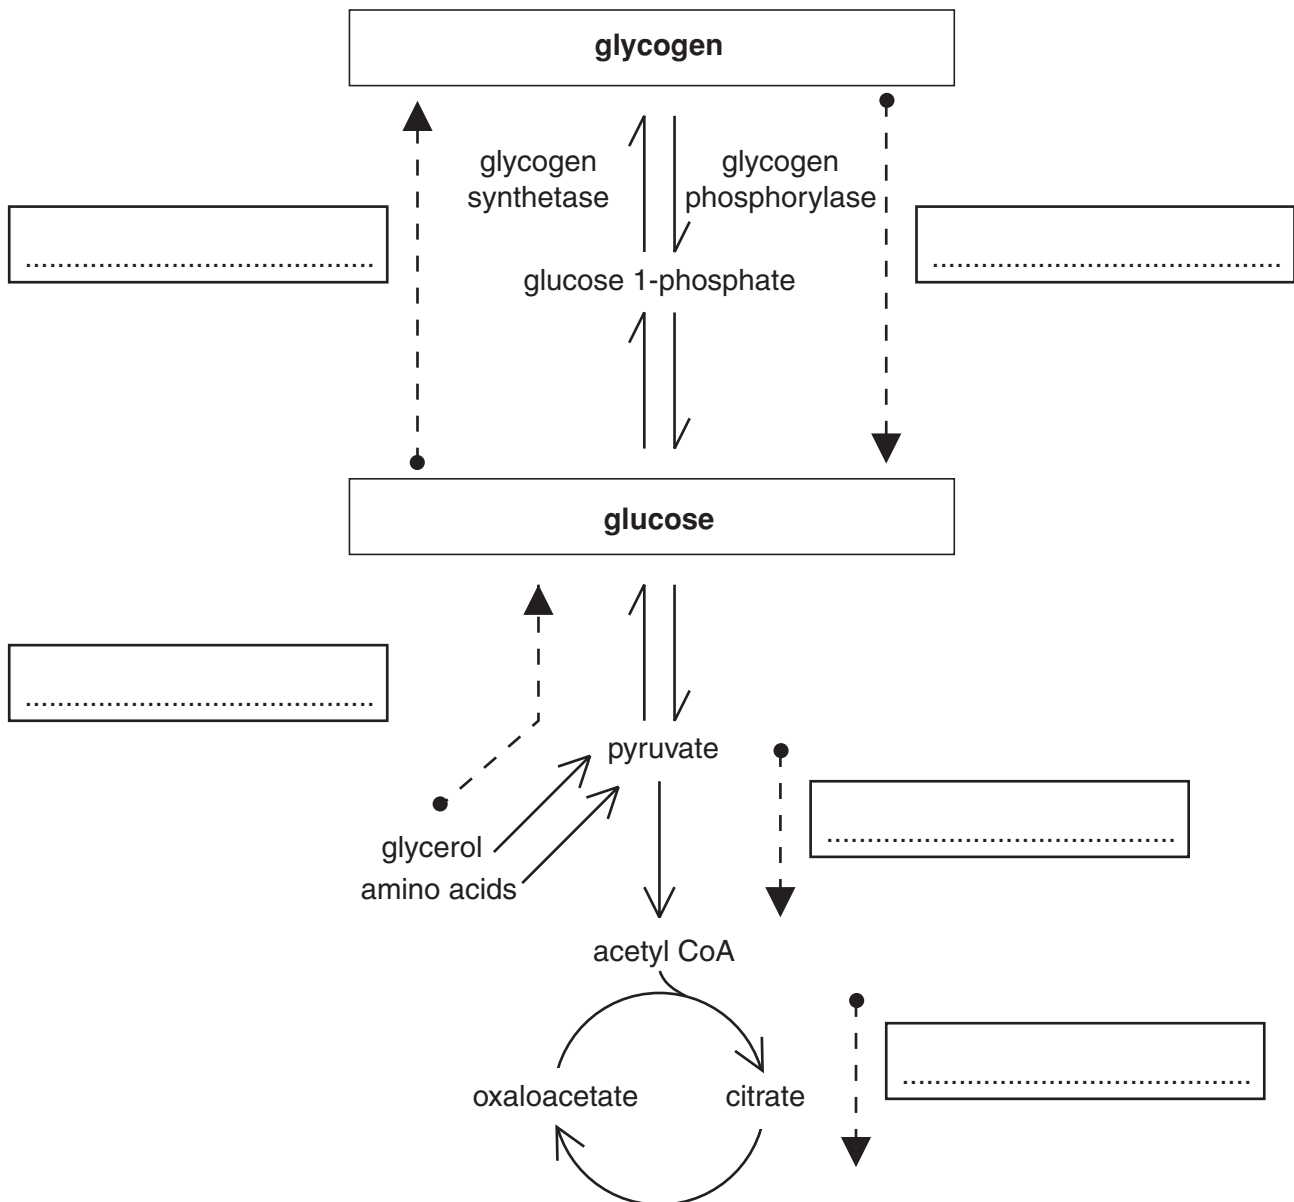 glycogen
glycogen
synthetase
glycogen
phosphorylase
glucose 1-phosphate
glucose
pyruvate
glycerol
amino acids
acetyl CoA
oxaloacetate
citrate